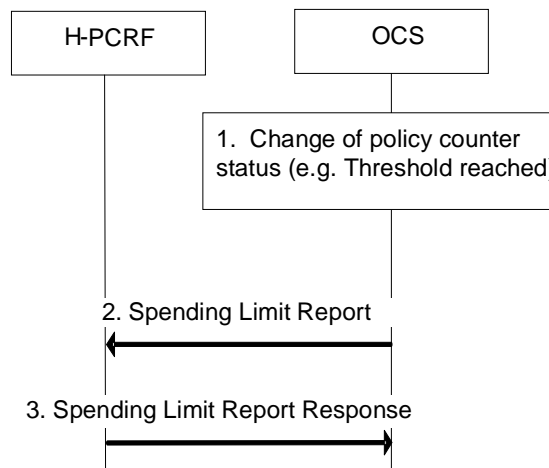 H-PCRF
OCS
1. Change of policy counter
status (e.g. Threshold reached)
2. Spending Limit Report
3. Spending Limit Report Response